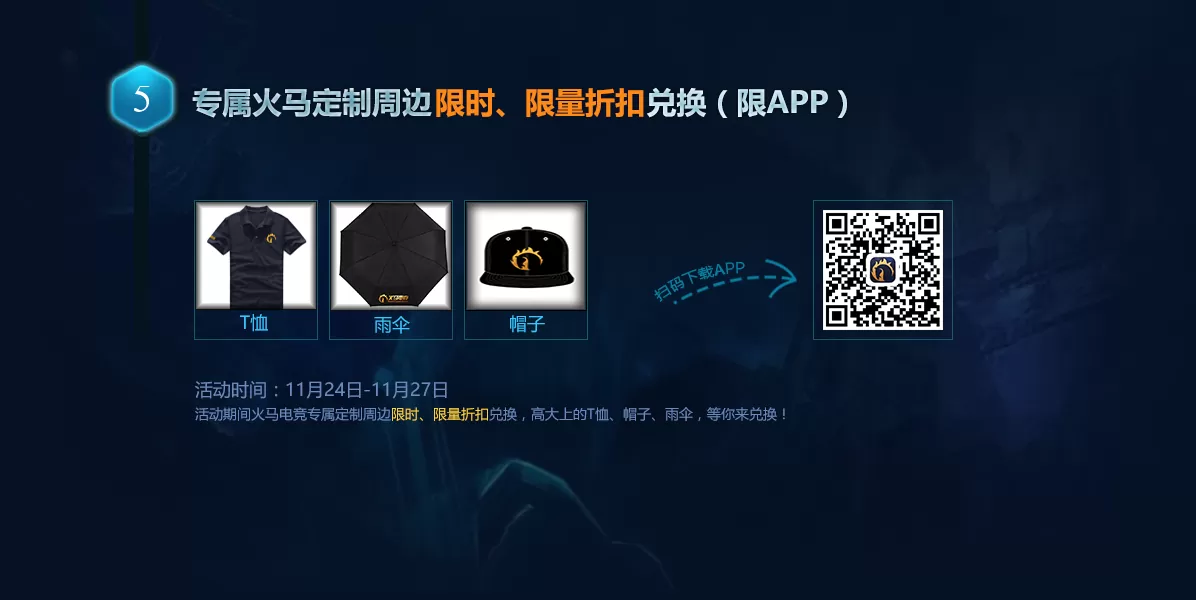 5
专属火马定制周边限时、限量折扣兑换（限APP）
T恤
雨伞
帽子
扫码下载APP
活动时间：11月24日-11月27日
活动期间火马电竞专属定制周边限时、限量折扣兑换，高大上的T恤、帽子、雨伞，等你来兑换！